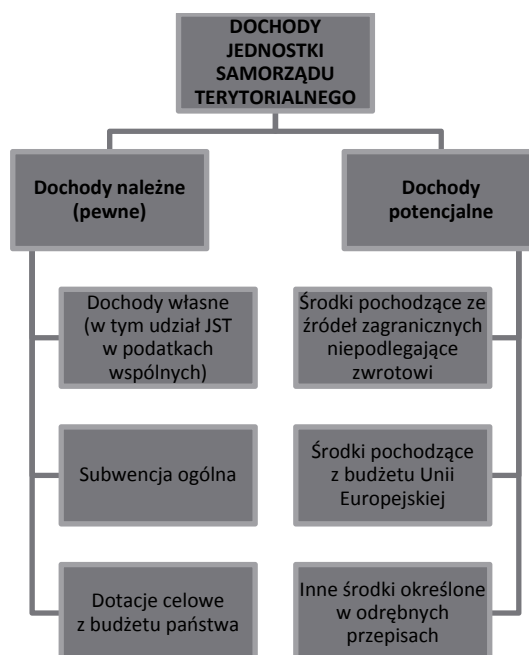 DOCHODY
JEDNOSTKI
SAMORZĄDU
TERYTORIALNEGO
Dochody należne
(pewne)
Dochody
potencjalne
Dochody własne
(w tym udział JST
w podatkach
wspólnych)
Środki pochodzące ze
źródeł zagranicznych
niepodlegające
zwrotowi
Subwencja ogólna
Środki pochodzące
z budżetu Unii
Europejskiej
Dotacje celowe
z budżetu państwa
Inne środki określone
w odrębnych
przepisach